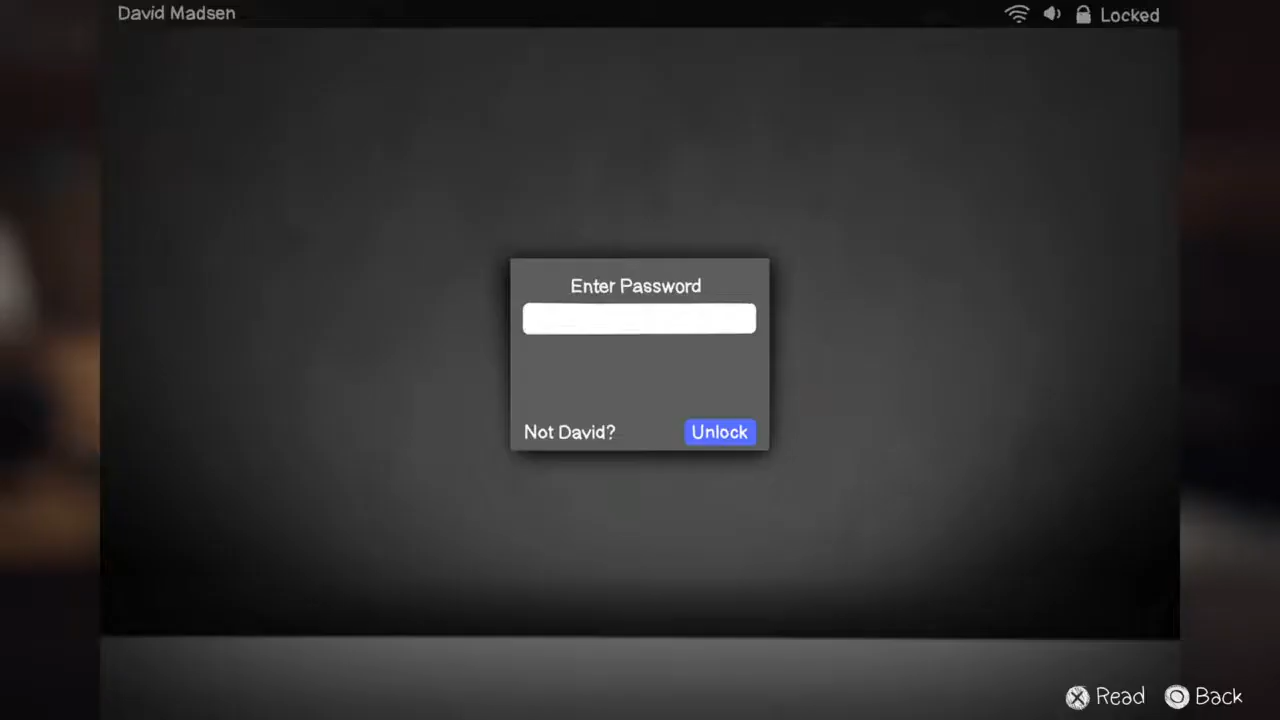 David Madsen
Locked
Enter Password
Not David?
Unlock
Read
Back